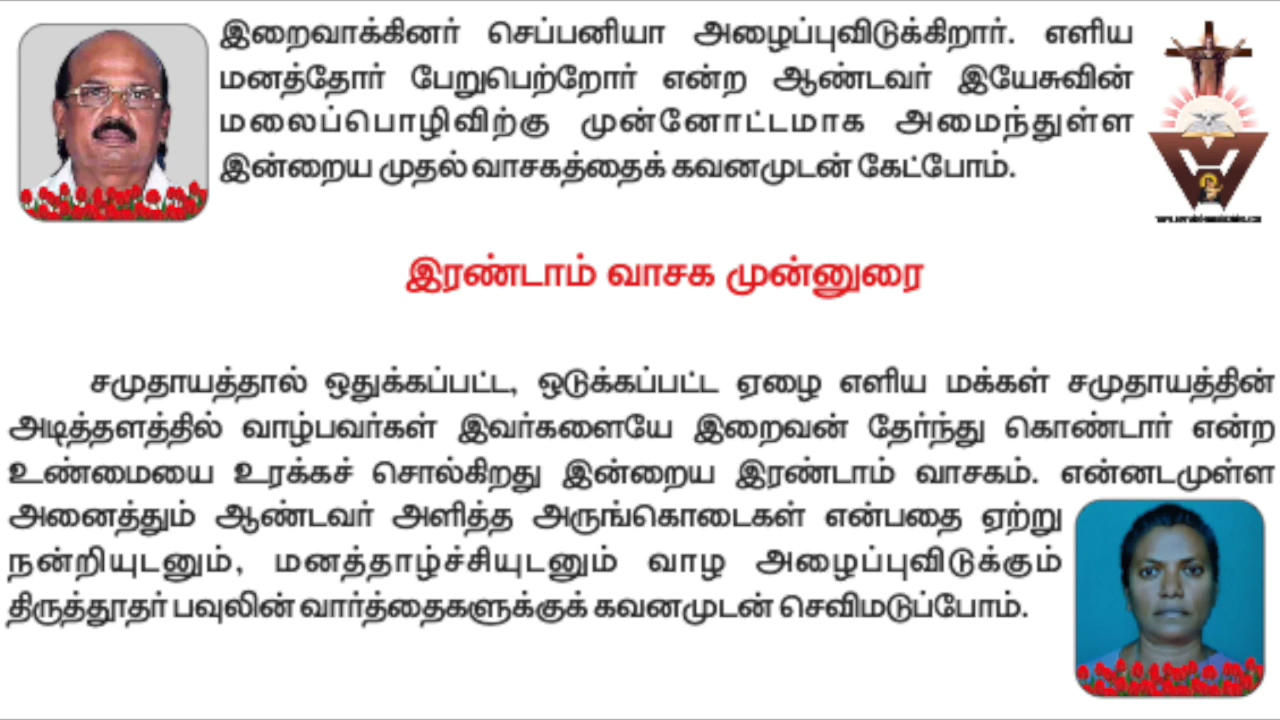 இறைவாக்கினர் செப்பனியா அழைப்புவிடுக்கிறார். எளிய
மனத்தோர் பேறுபெற்றோர் என்ற ஆண்டவர் இயேசுவின்
மலைப்பொழிவிற்கு முன்னோட்டமாக அமைந்துள்ள
இன்றைய முதல் வாசகத்தைக் கவனமுடன் கேட்போம்.
இரண்டாம் வாசக முன்னுரை
சமுதாயத்தால் ஒதுக்கப்பட்ட, ஒடுக்கப்பட்ட ஏழை எளிய மக்கள் சமுதாயத்தின்
அடித்தளத்தில் வாழ்பவர்கள் இவர்களையே இறைவன் தேர்ந்து கொண்டார் என்ற
உண்மையை உரக்கச் சொல்கிறது இன்றைய இரண்டாம் வாசகம். என்னடமுள்ள
அனைத்தும் ஆண்டவர் அளித்த அருங்கொடைகள் என்பதை ஏற்று
நன்றியுடனும், மனத்தாழ்ச்சியுடனும் வாழ அழைப்புவிடுக்கும்
திருத்தூதர் பவுலின் வார்த்தைகளுக்குக் கவனமுடன் செவிமடுப்போம்.